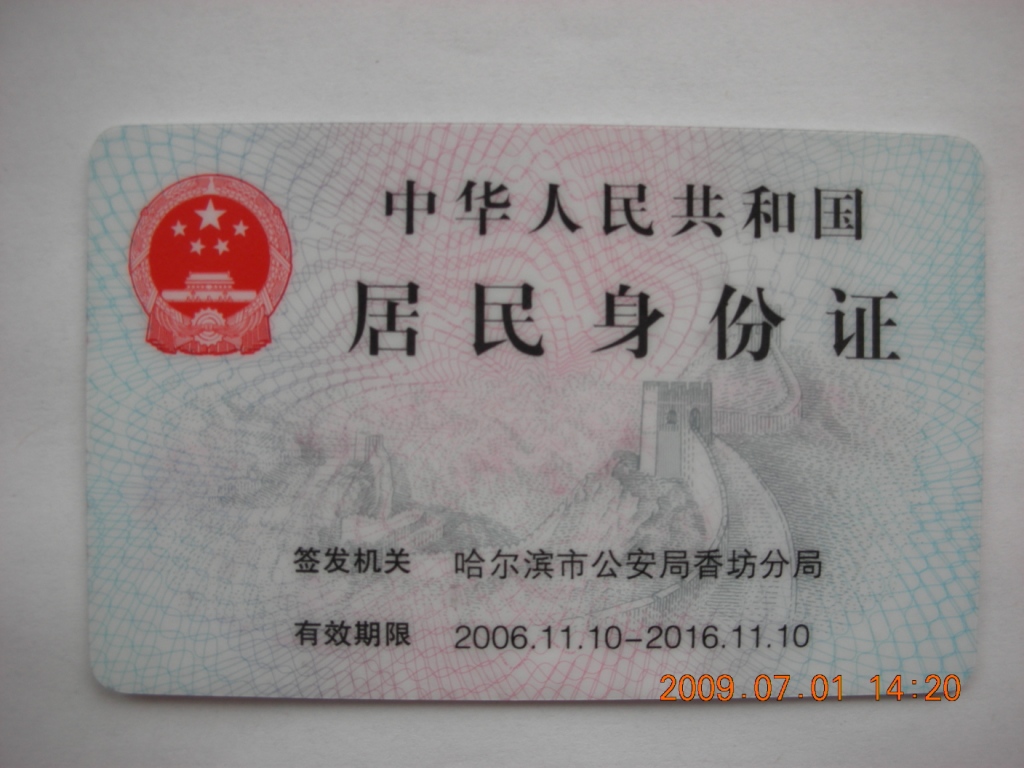 中华人民共和国
居民身份证
签发机关 哈尔滨市公安局香坊分局
有效期限 2006.11.10-2016.11.10
2009.07.01 14:20